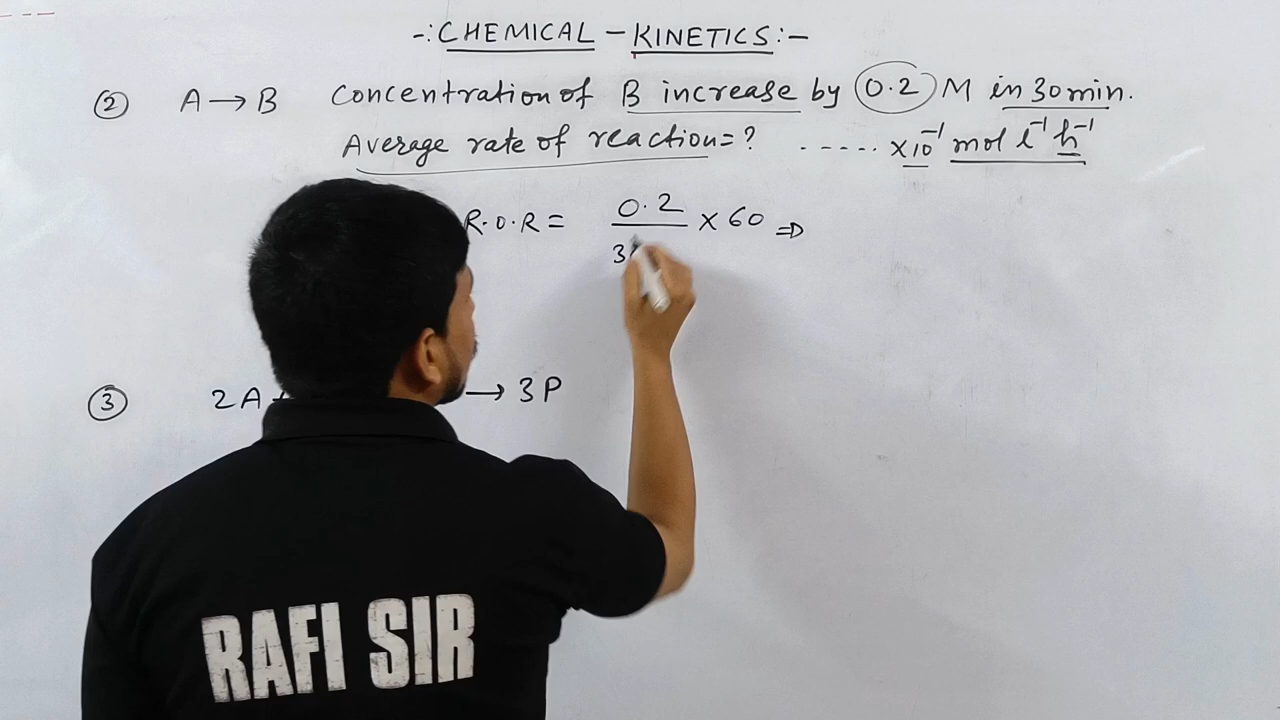 -: CHEMICAL - KINETICS :-
② A → B Concentration of B increase by 0.2 M in 30 min.
Average rate of reaction = ? ..... x10⁻¹ mol l⁻¹ h⁻¹
R.O.R = 0.2 / 30 x 60 ⇒
③ 2A + → 3P
RAFI SIR